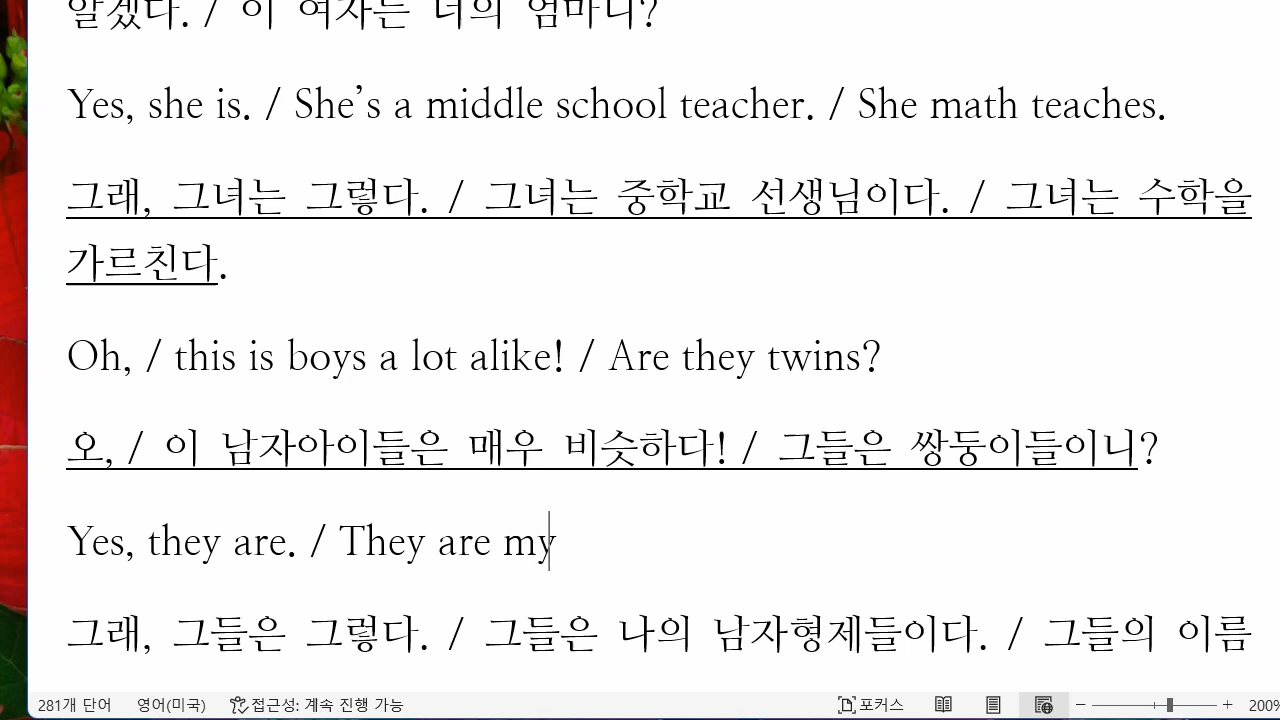 알겠다. / 이 여자는 너의 엄마니?
Yes, she is. / She’s a middle school teacher. / She math teaches.
그래, 그녀는 그렇다. / 그녀는 중학교 선생님이다. / 그녀는 수학을
가르친다.
Oh, / this is boys a lot alike! / Are they twins?
오, / 이 남자아이들은 매우 비슷하다! / 그들은 쌍둥이들이니?
Yes, they are. / They are my
그래, 그들은 그렇다. / 그들은 나의 남자형제들이다. / 그들의 이름
281개 단어 영어(미국) 접근성: 계속 진행 가능 포커스 200%